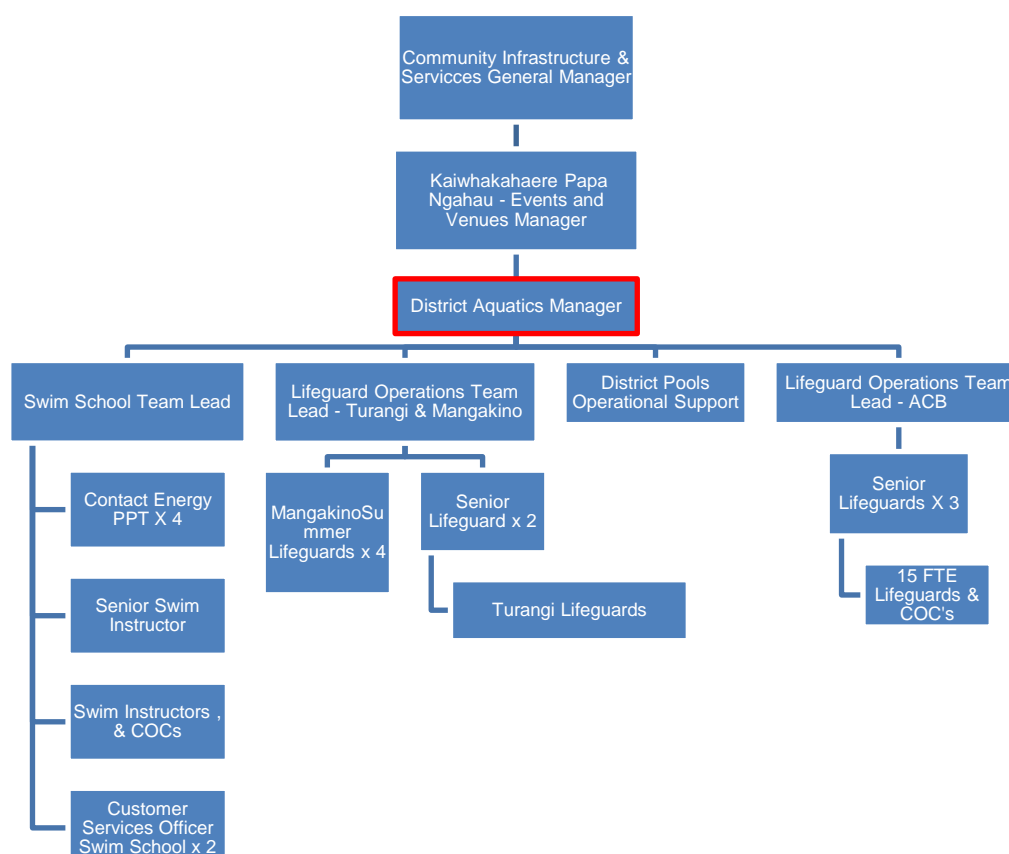 Community Infrastructure &
Servicces General Manager
Kaiwhakahaere Papa
Ngahau - Events and
Venues Manager
District Aquatics Manager
Swim School Team Lead
Lifeguard Operations Team
Lead - Turangi & Mangakino
District Pools
Operational Support
Lifeguard Operations Team
Lead - ACB
Contact Energy
PPT X 4
Senior Swim
Instructor
Swim Instructors ,
& COCs
Customer
Services Officer
Swim School x 2
MangakinoSu
mmer
Lifeguards x 4
Senior
Lifeguard x 2
Turangi Lifeguards
Senior
Lifeguards X 3
15 FTE
Lifeguards &
COC's